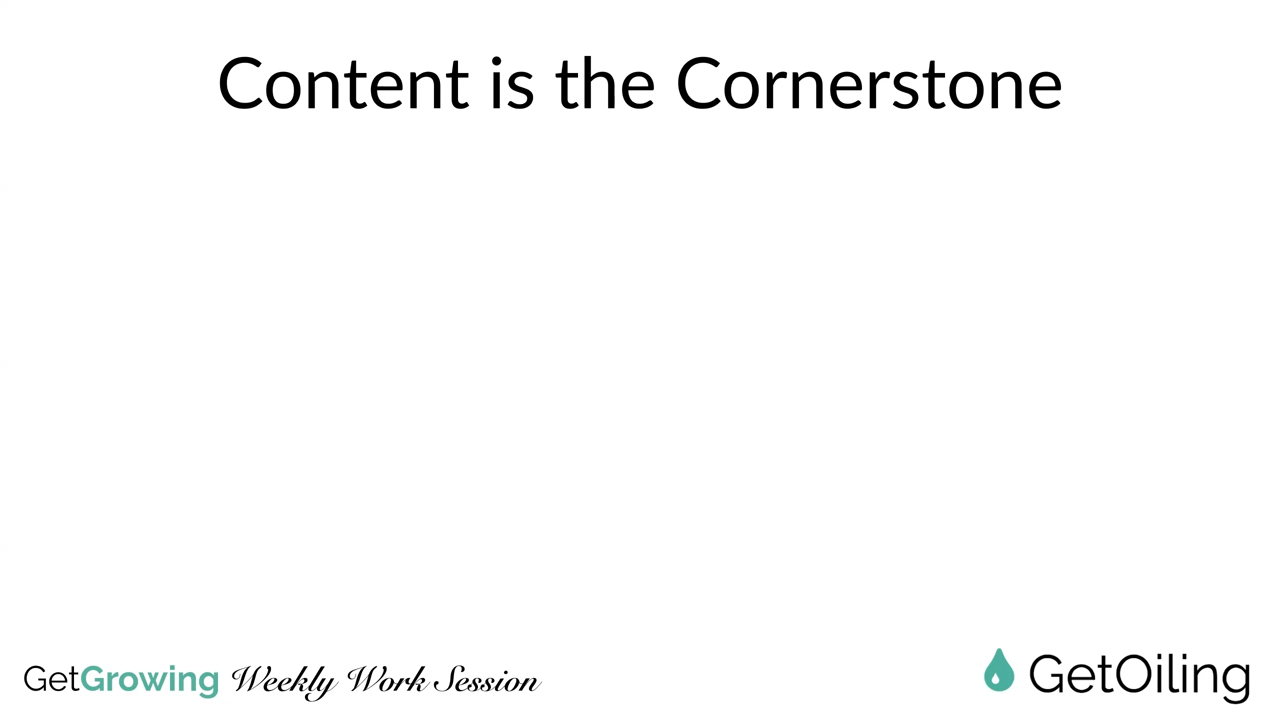 Content is the Cornerstone
GetGrowing Weekly Work Session
GetOiling